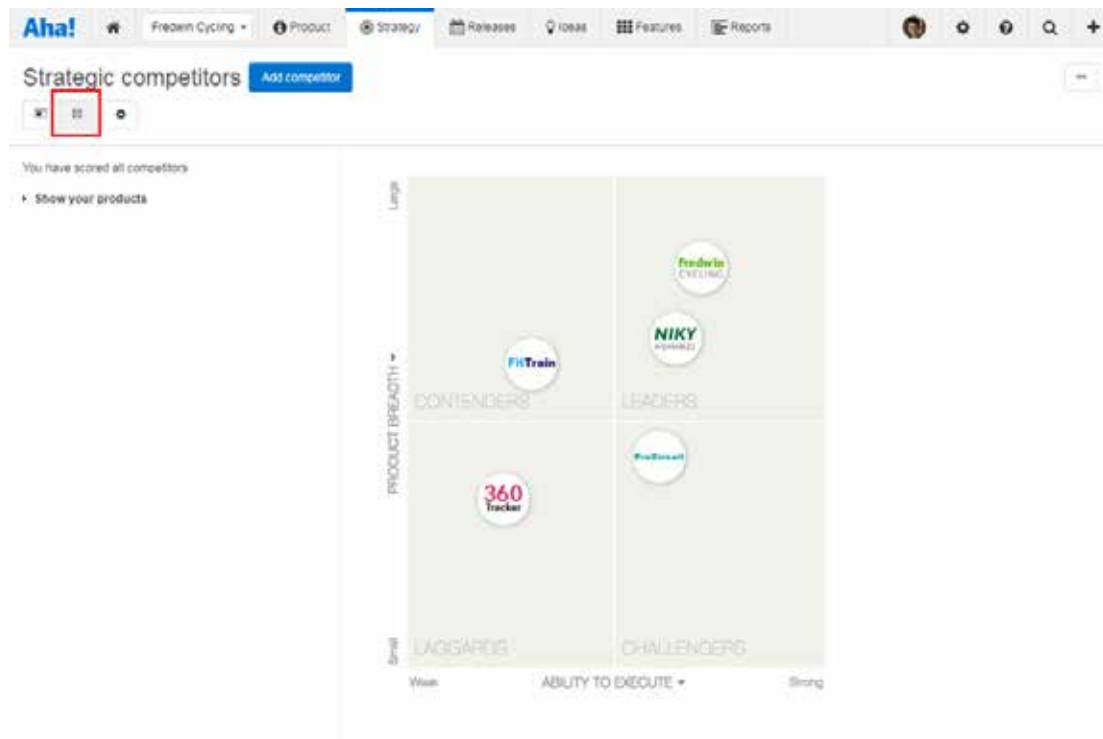 Aha! Fredwin Cycling Product Strategy Releases Ideas Features Reports
Strategic competitors Add competitor
You have scored all competitors
Show your products
Large
Fredwin
CYCLING
NIKY
FitTrain
PRODUCT BREADTH
CONTENDERS LEADERS
ProCircuit
360
Tracker
Small
LAGGARDS CHALLENGERS
Weak ABILITY TO EXECUTE Strong